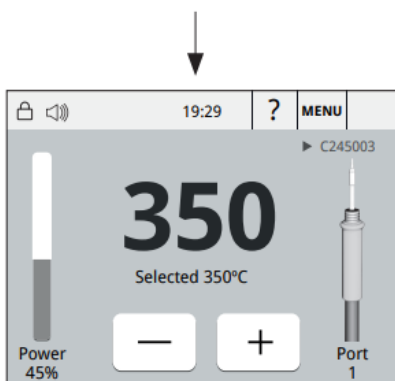 19:29 ? MENU
C245003
350
Selected 350ºC
− +
Power
45%
Port
1